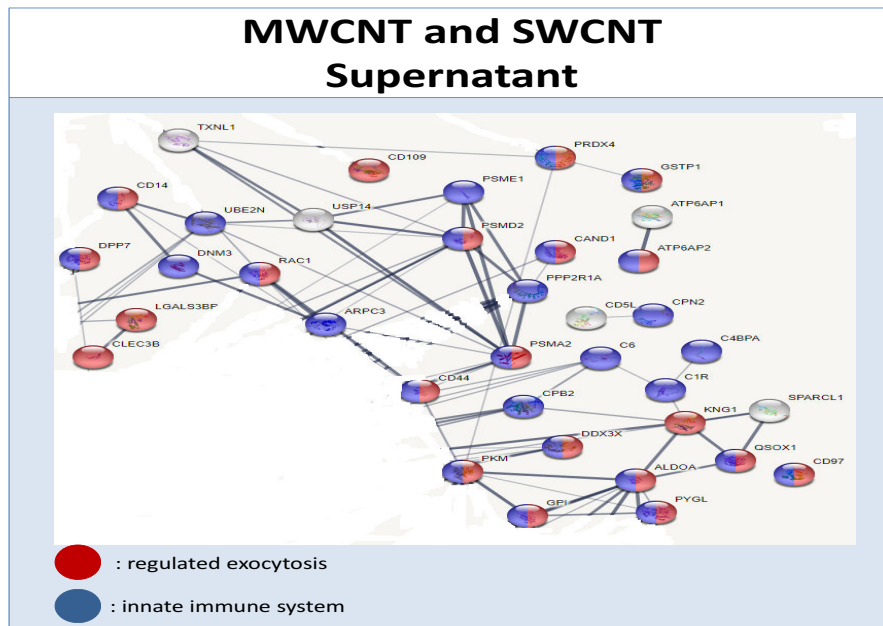 MWCNT and SWCNT
Supernatant
TXNL1
CD109
PRDX4
GSTP1
CD14
UBE2N
USP14
PSME1
ATP6AP1
PSMD2
DPP7
DNM3
RAC1
CAND1
ATP6AP2
PPP2R1A
LGALS3BP
ARPC3
CD5L
CPN2
CLEC3B
PSMA2
C6
C4BPA
CD44
C1R
CPB2
SPARCL1
KNG1
DDX3X
QSOX1
PKM
ALDOA
CD97
GPI
PYGL
: regulated exocytosis
: innate immune system